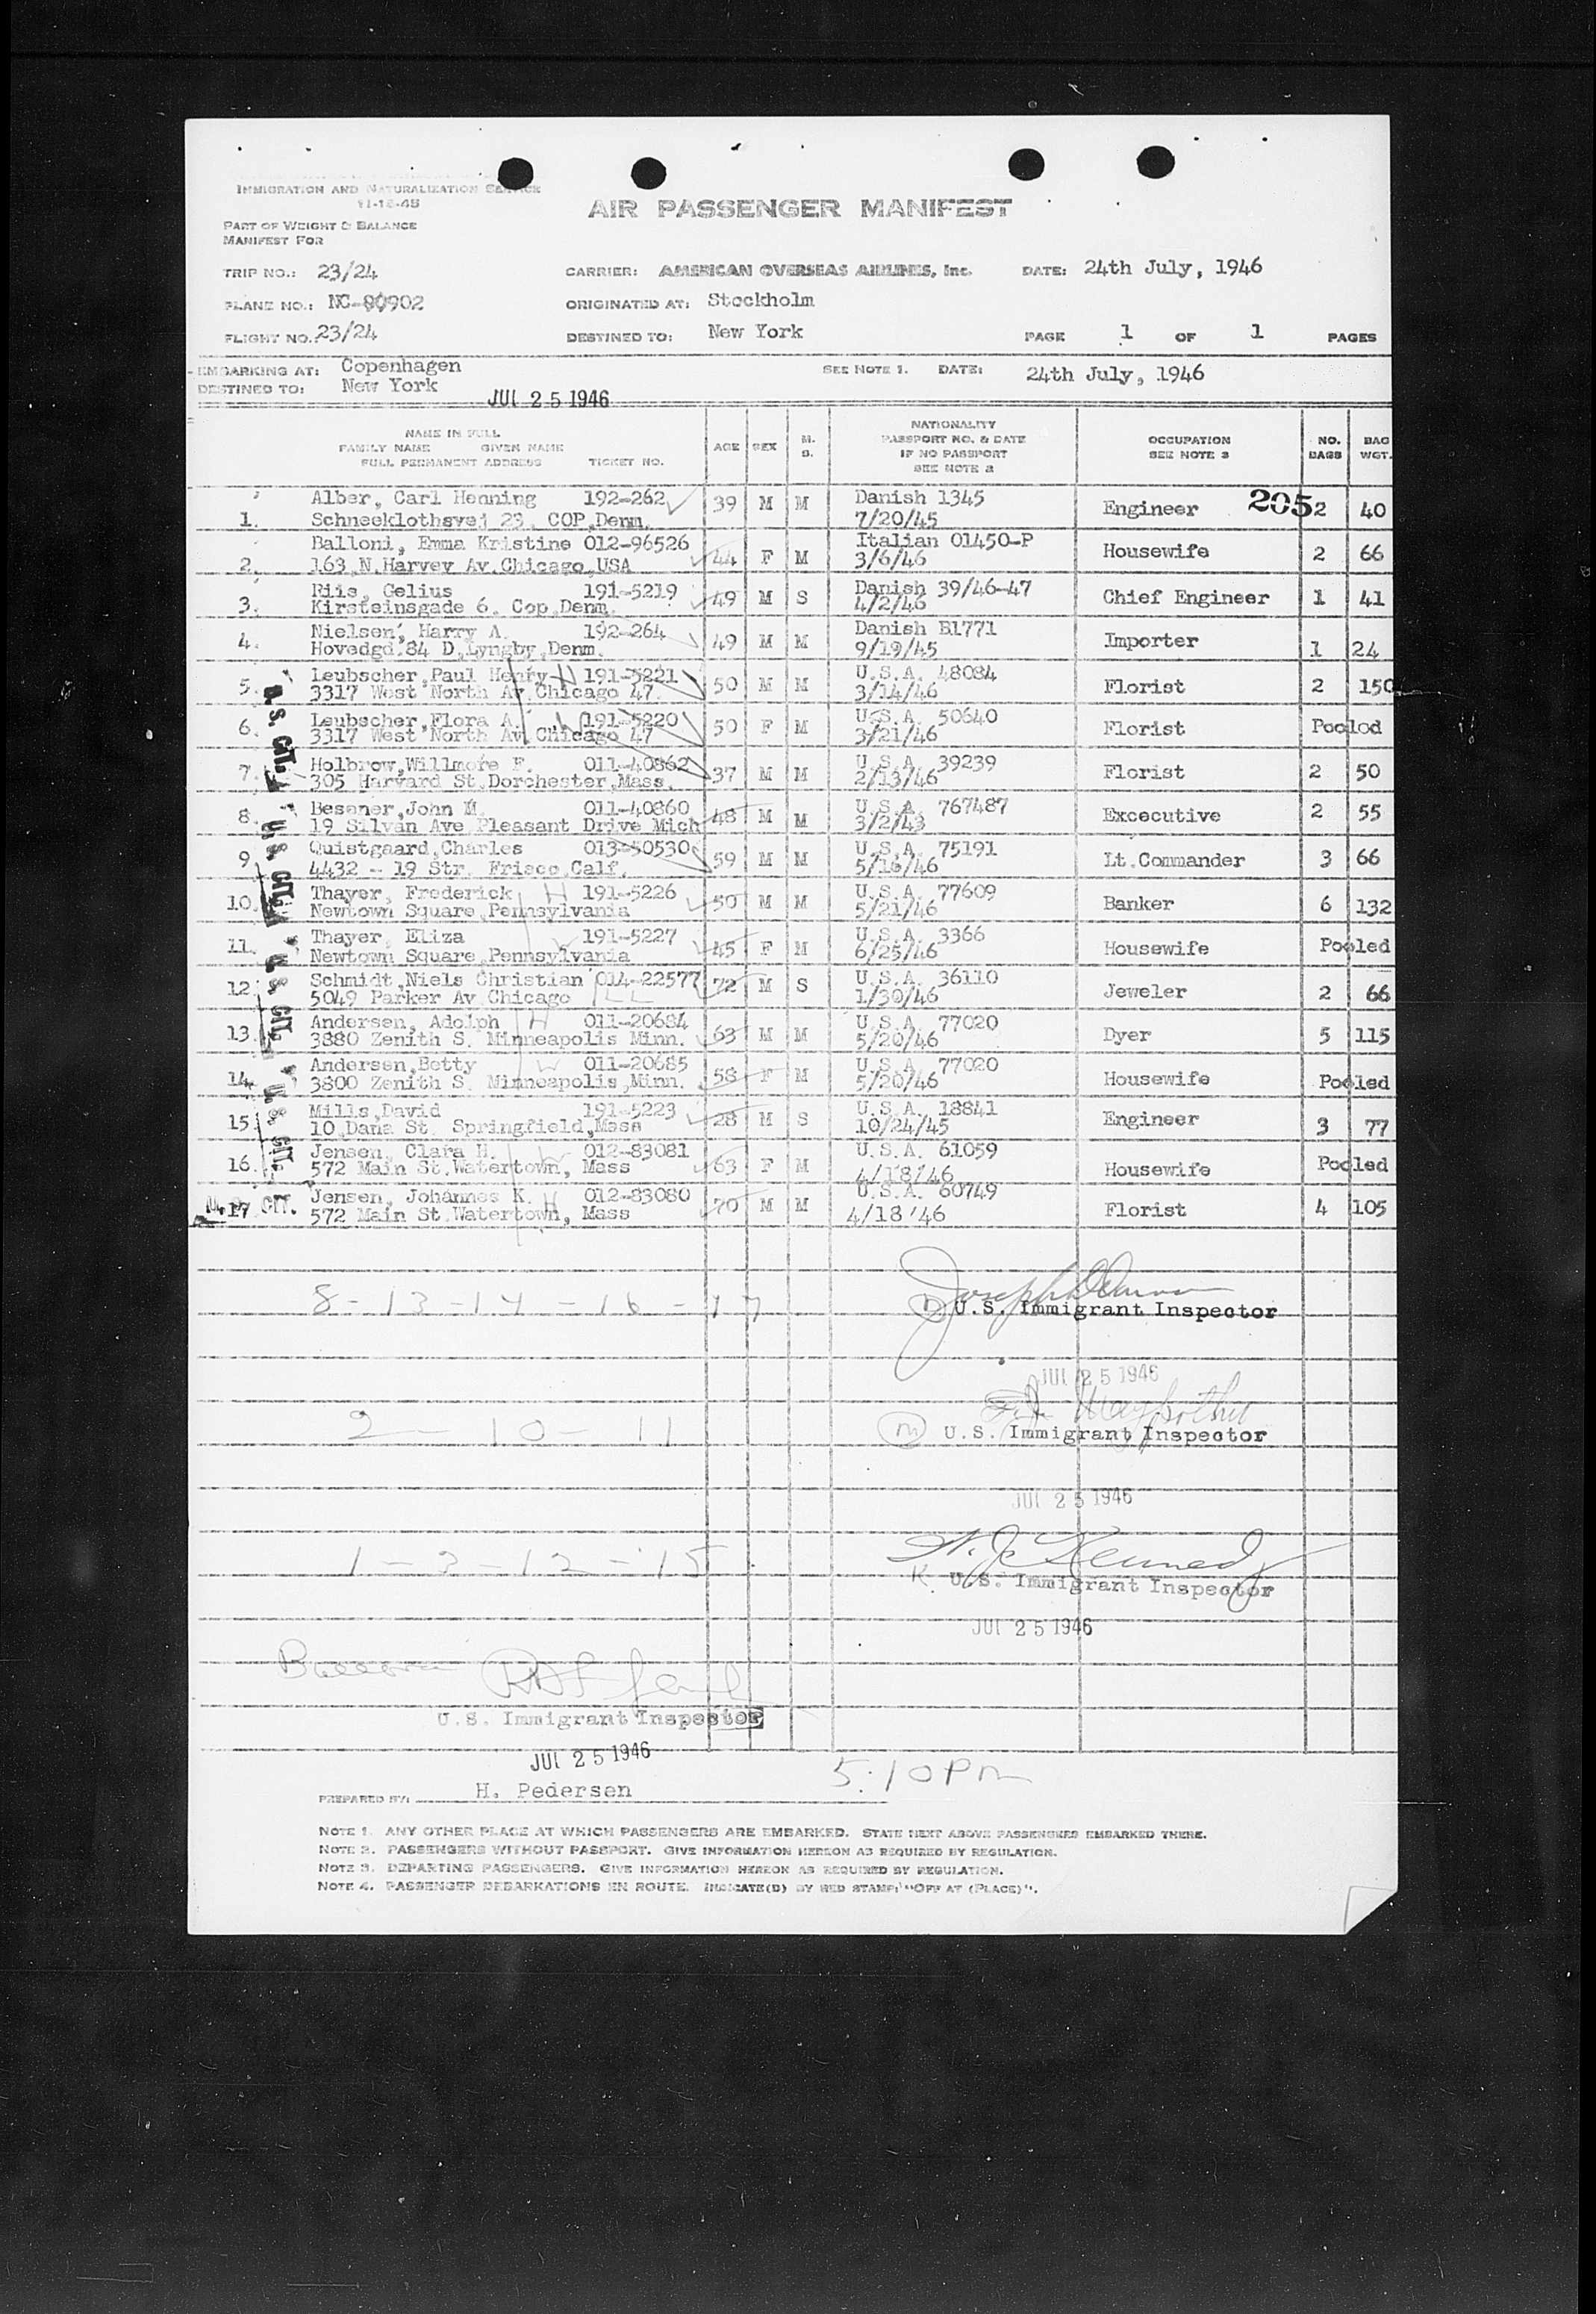 IMMIGRATION AND NATURALIZATION SERVICE
11-15-45
AIR PASSENGER MANIFEST
PART OF WEIGHT & BALANCE
MANIFEST FOR
TRIP NO.: 23/24 CARRIER: AMERICAN OVERSEAS AIRLINES, Inc. DATE: 24th July, 1946
PLANE NO.: NC-90902 ORIGINATED AT: Stockholm
FLIGHT NO. 23/24 DESTINED TO: New York PAGE 1 OF 1 PAGES
EMBARKING AT: Copenhagen SEE NOTE 1. DATE: 24th July, 1946
DESTINED TO: New York
JUL 25 1946
NAME IN FULL
FAMILY NAME GIVEN NAME
FULL PERMANENT ADDRESS TICKET NO.
AGE SEX M. S.
NATIONALITY
PASSPORT NO. & DATE
IF NO PASSPORT
SEE NOTE 2
OCCUPATION
SEE NOTE 3
NO. BAGS
BAG WGT.
205
Alber, Carl Henning 192-262 39 M M Danish 1345 Engineer 2 40
1. Schneeklothsvej 23, COP, Denm. 7/20/45
Balloni, Emma Kristine 012-96526 44 F M Italian 01450-P Housewife 2 66
2. 163 N. Harvey Av. Chicago, USA 3/6/46
Riis, Celius 191-5219 49 M S Danish 39/46-47 Chief Engineer 1 41
3. Kirsteinsgade 6. Cop, Denm. 4/2/46
Nielsen, Harry A. 192-264 49 M M Danish B1771 Importer 1 24
4. Hovedgd. 84 D, Lyngby, Denm. 9/19/45
Leubscher, Paul Henry H 191-5221 50 M M U.S.A. 48084 Florist 2 150
5. 3317 West North Av. Chicago 47. 3/14/46
Leubscher, Flora A. W 191-5220 50 F M U.S.A. 50640 Florist Pooled
6. 3317 West North Av. Chicago 47 3/21/46
Holbrow, Willmore F. 011-40862 37 M M U.S.A. 39239 Florist 2 50
7. 305 Harvard St. Dorchester, Mass. 2/13/46
Besener, John M. 011-40860 48 M M U.S.A. 767487 Excecutive 2 55
8. 19 Silvan Ave Pleasant Drive Mich 3/2/43
Quistgaard, Charles 013-50530 59 M M U.S.A. 75191 Lt. Commander 3 66
9. 4432 - 19 Str. Frisco, Calf. 5/16/46
Thayer, Frederick H 191-5226 50 M M U.S.A. 77609 Banker 6 132
10. Newtown Square, Pennsylvania 5/21/46
Thayer, Eliza W 191-5227 45 F M U.S.A. 3366 Housewife Pooled
11. Newtown Square, Pennsylvania 6/25/46
Schmidt, Niels Christian 014-22577 72 M S U.S.A. 36110 Jeweler 2 66
12. 5049 Parker Av. Chicago 1/30/46
Andersen, Adolph H 011-20684 63 M M U.S.A. 77020 Dyer 5 115
13. 3880 Zenith S. Minneapolis Minn. 5/20/46
Andersen, Betty W 011-20685 58 F M U.S.A. 77020 Housewife Pooled
14. 3800 Zenith S. Minneapolis, Minn. 5/20/46
Mills, David 191-5223 28 M S U.S.A. 18841 Engineer 3 77
15. 10 Dana St. Springfield, Mass 10/24/45
Jensen, Clara H. W 012-83081 63 F M U.S.A. 61059 Housewife Pooled
16. 572 Main St. Watertown, Mass 4/18/46
Jensen, Johannes K. H 012-83080 70 M M U.S.A. 60749 Florist 4 105
17 572 Main St. Watertown, Mass 4/18/46
U.S. CIT.
U.S. CIT.
U.S. CIT.
U.S. CIT.
CIT.
8-13-14-16-17
U.S. Immigrant Inspector
JUL 25 1946
2 - 10 - 11
M U.S. Immigrant Inspector
JUL 25 1946
1-3-12-15
K U.S. Immigrant Inspector
JUL 25 1946
U.S. Immigrant Inspector
JUL 25 1946
5:10 PM
PREPARED BY: H. Pedersen
NOTE 1. ANY OTHER PLACE AT WHICH PASSENGERS ARE EMBARKED. STATE NEXT ABOVE PASSENGERS EMBARKED THERE.
NOTE 2. PASSENGERS WITHOUT PASSPORT. GIVE INFORMATION HEREON AS REQUIRED BY REGULATION.
NOTE 3. DEPARTING PASSENGERS. GIVE INFORMATION HEREON AS REQUIRED BY REGULATION.
NOTE 4. PASSENGER DEBARKATIONS EN ROUTE. INDICATE(D) BY RED STAMP: "OFF AT (PLACE)".